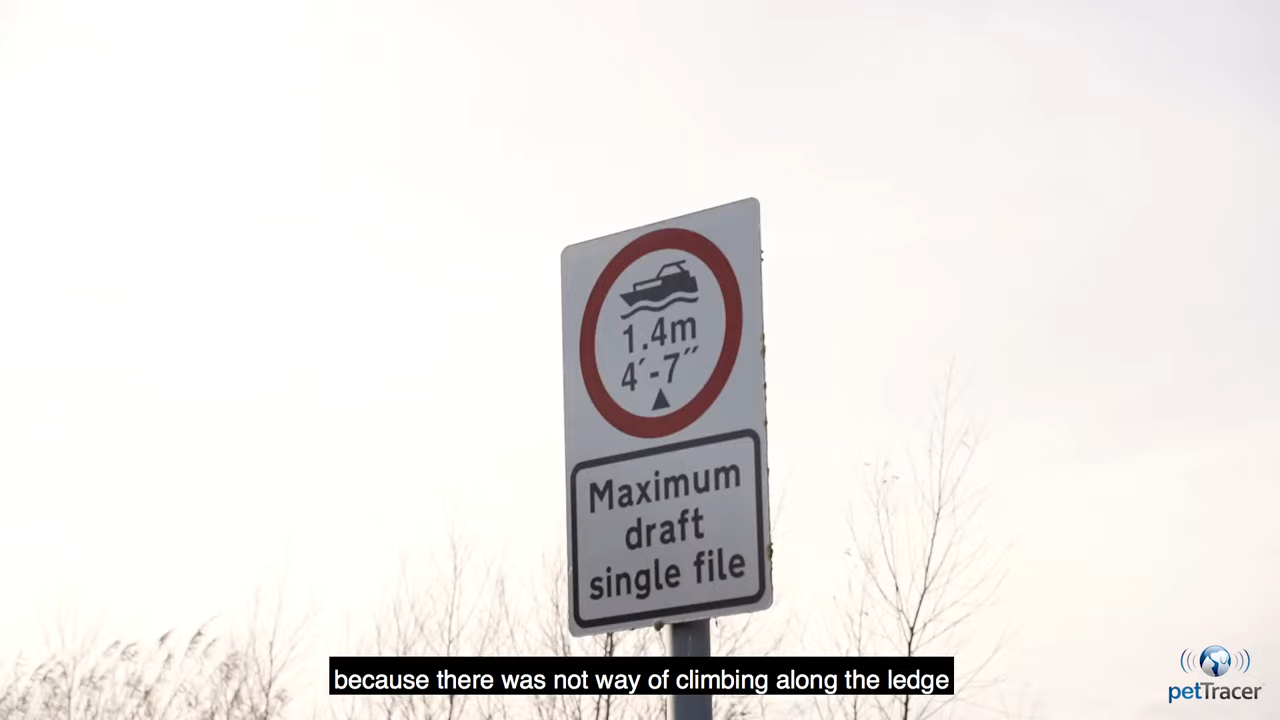 1.4m
4′-7″
Maximum
draft
single file
because there was not way of climbing along the ledge
petTracer